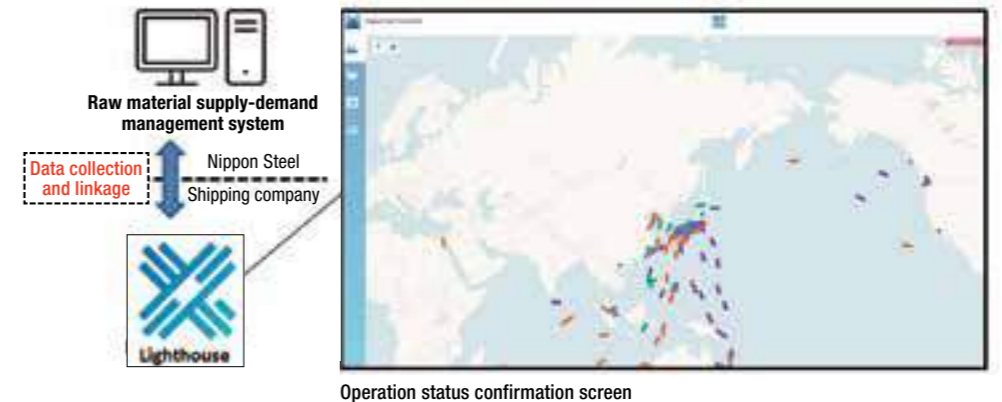 Raw material supply-demand
management system
Data collection
and linkage
Nippon Steel
Shipping company
Lighthouse
Operation status confirmation screen